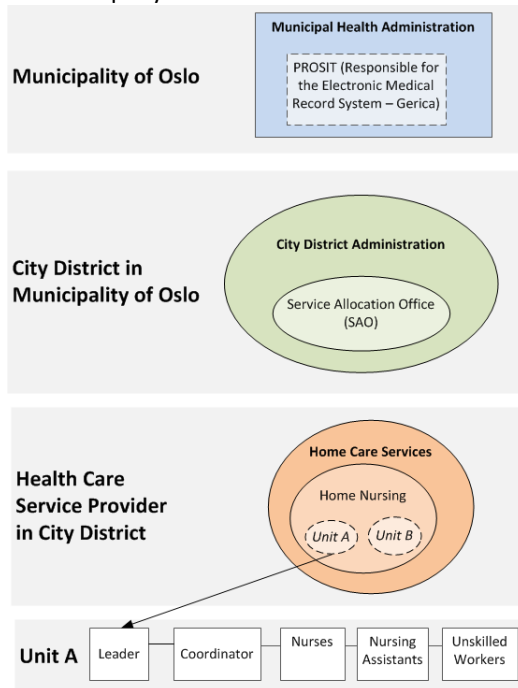 Municipality of Oslo
Municipal Health Administration
PROSIT (Responsible for
the Electronic Medical
Record System – Gerica)
City District in
Municipality of Oslo
City District Administration
Service Allocation Office
(SAO)
Health Care
Service Provider
in City District
Home Care Services
Home Nursing
Unit A
Unit B
Unit A
Leader
Coordinator
Nurses
Nursing
Assistants
Unskilled
Workers